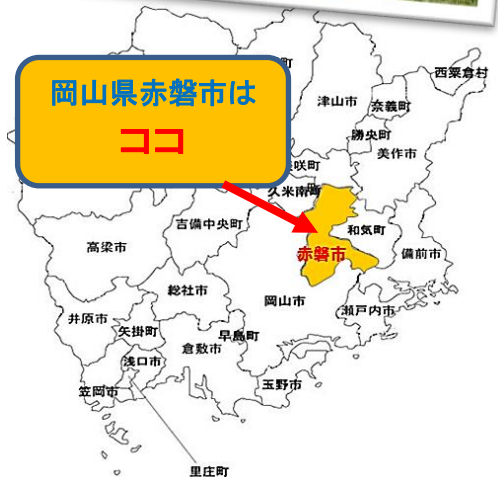 岡山県赤磐市は
ココ
町
西粟倉村
津山市
奈義町
勝央町
美作市
咲町
久米南町
吉備中央町
和気町
高梁市
赤磐市
備前市
総社市
岡山市
瀬戸内市
井原市
矢掛町
早島町
倉敷市
浅口市
笠岡市
玉野市
里庄町